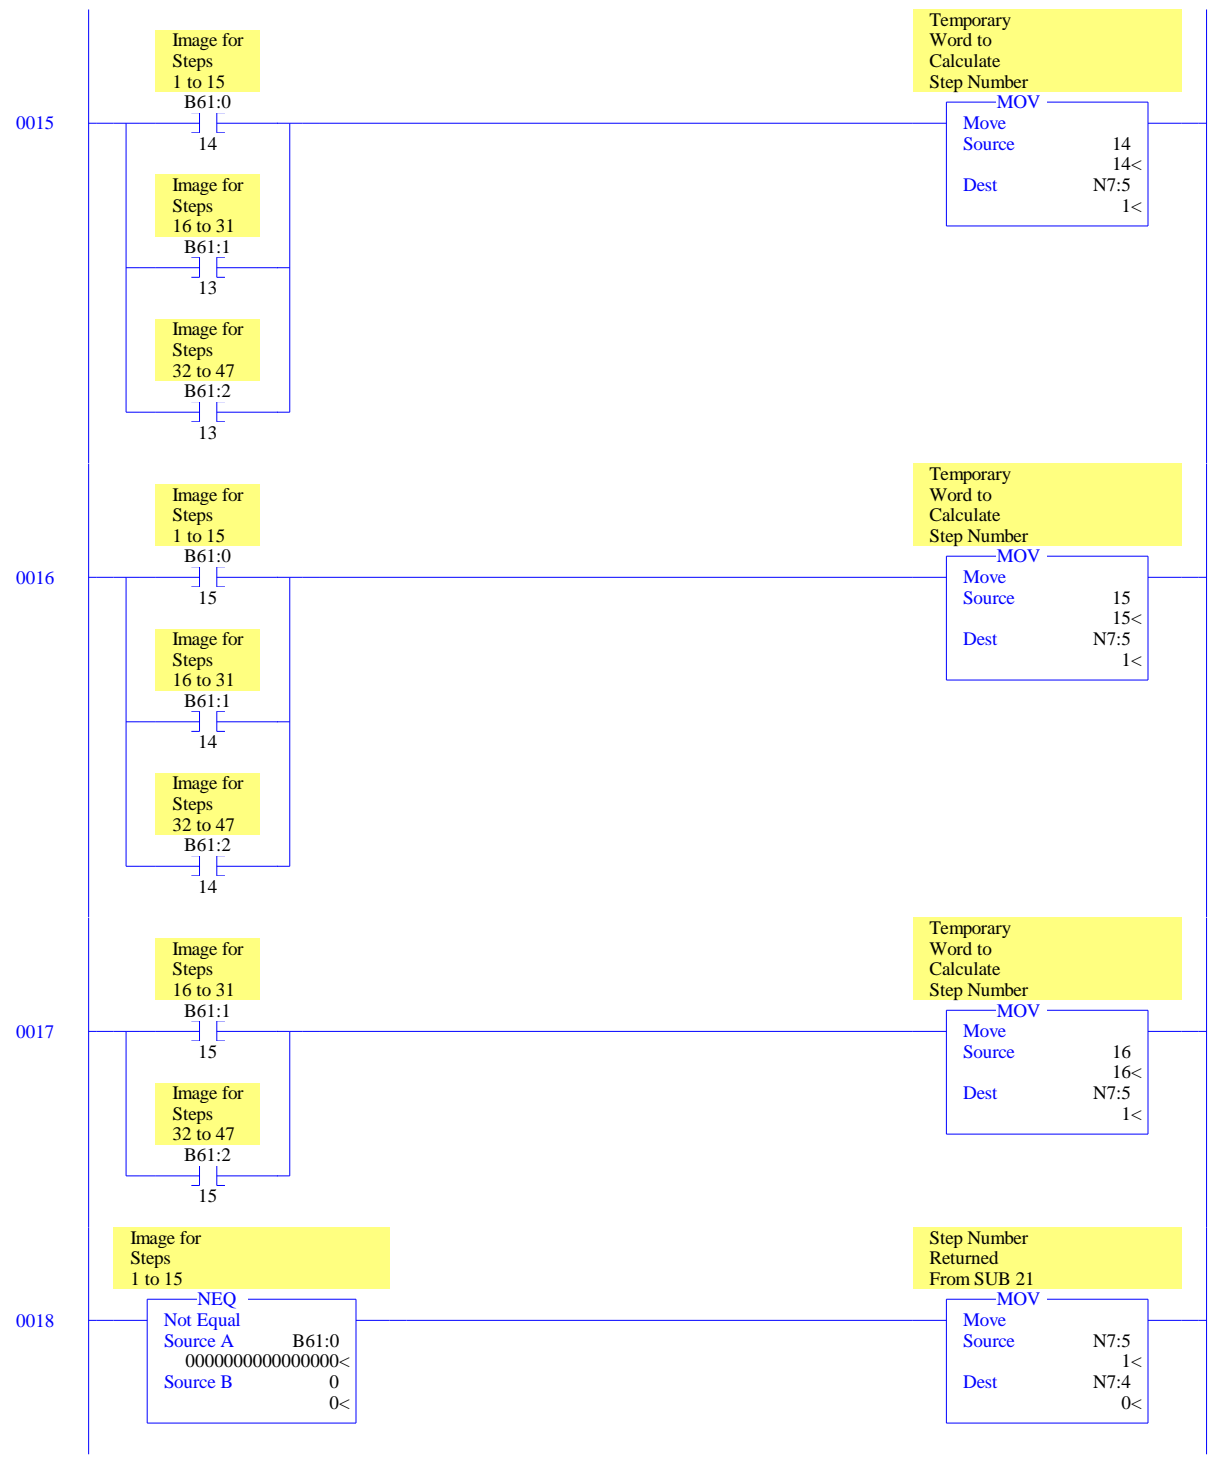 Image for
Steps
1 to 15
B61:0
14
Temporary
Word to
Calculate
Step Number
MOV
0015
Move
Source 14
14<
Dest N7:5
1<
Image for
Steps
16 to 31
B61:1
13
Image for
Steps
32 to 47
B61:2
13
Image for
Steps
1 to 15
B61:0
15
Temporary
Word to
Calculate
Step Number
MOV
0016
Move
Source 15
15<
Dest N7:5
1<
Image for
Steps
16 to 31
B61:1
14
Image for
Steps
32 to 47
B61:2
14
Image for
Steps
16 to 31
B61:1
15
Temporary
Word to
Calculate
Step Number
MOV
0017
Move
Source 16
16<
Dest N7:5
1<
Image for
Steps
32 to 47
B61:2
15
Image for
Steps
1 to 15
NEQ
0018
Not Equal
Source A B61:0
0000000000000000<
Source B 0
0<
Step Number
Returned
From SUB 21
MOV
Move
Source N7:5
1<
Dest N7:4
0<